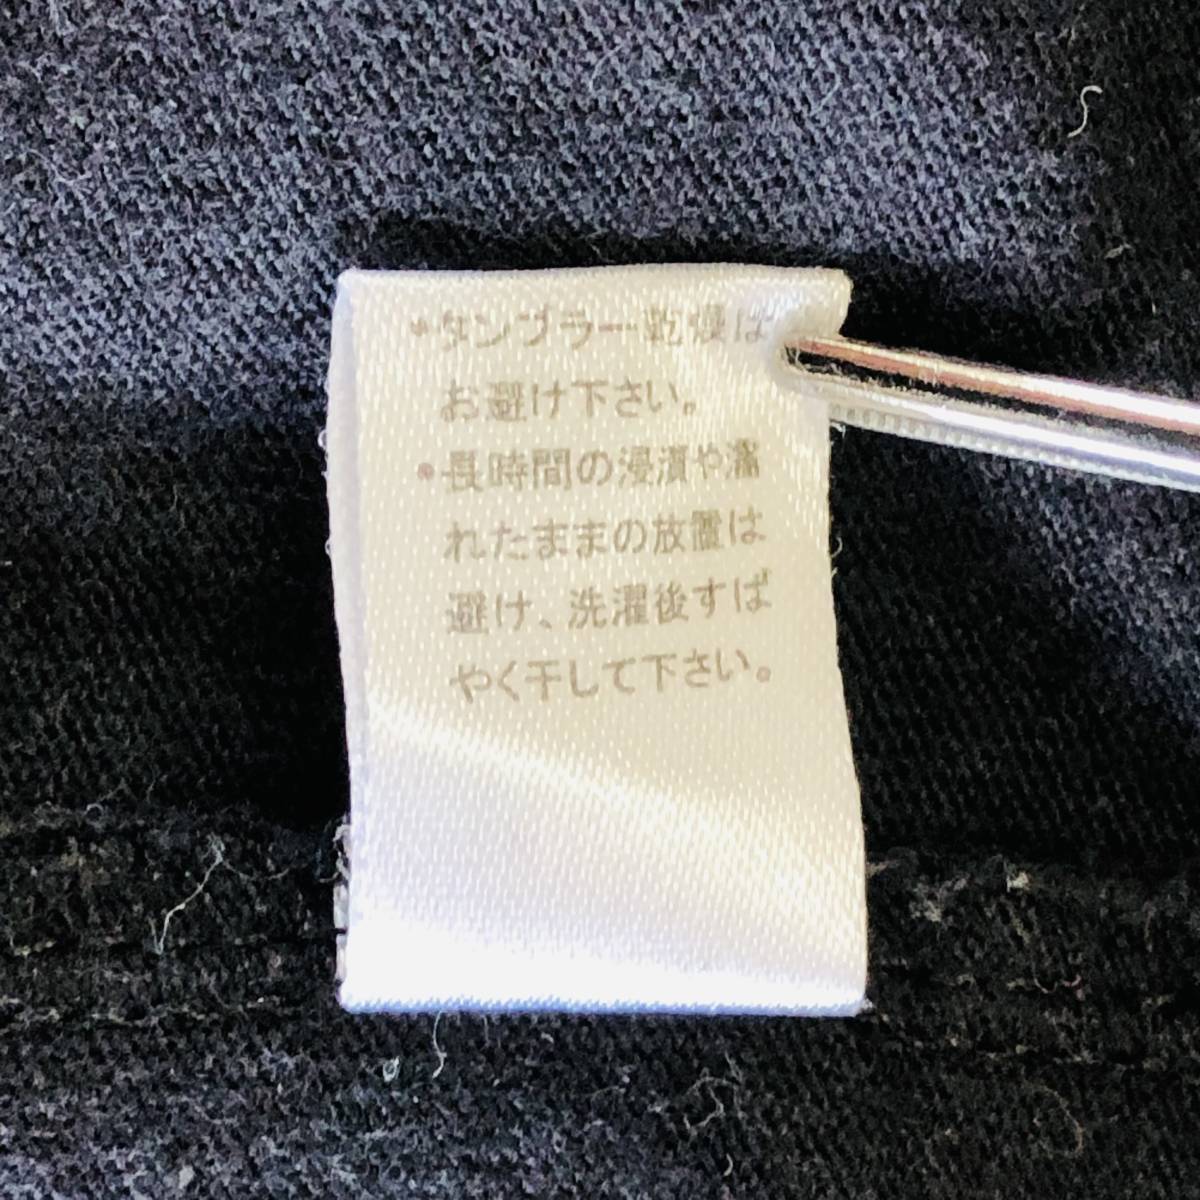 ・タンブラー乾燥は
お避け下さい。
・長時間の浸漬や濡
れたままの放置は
避け、洗濯後すば
やく干して下さい。